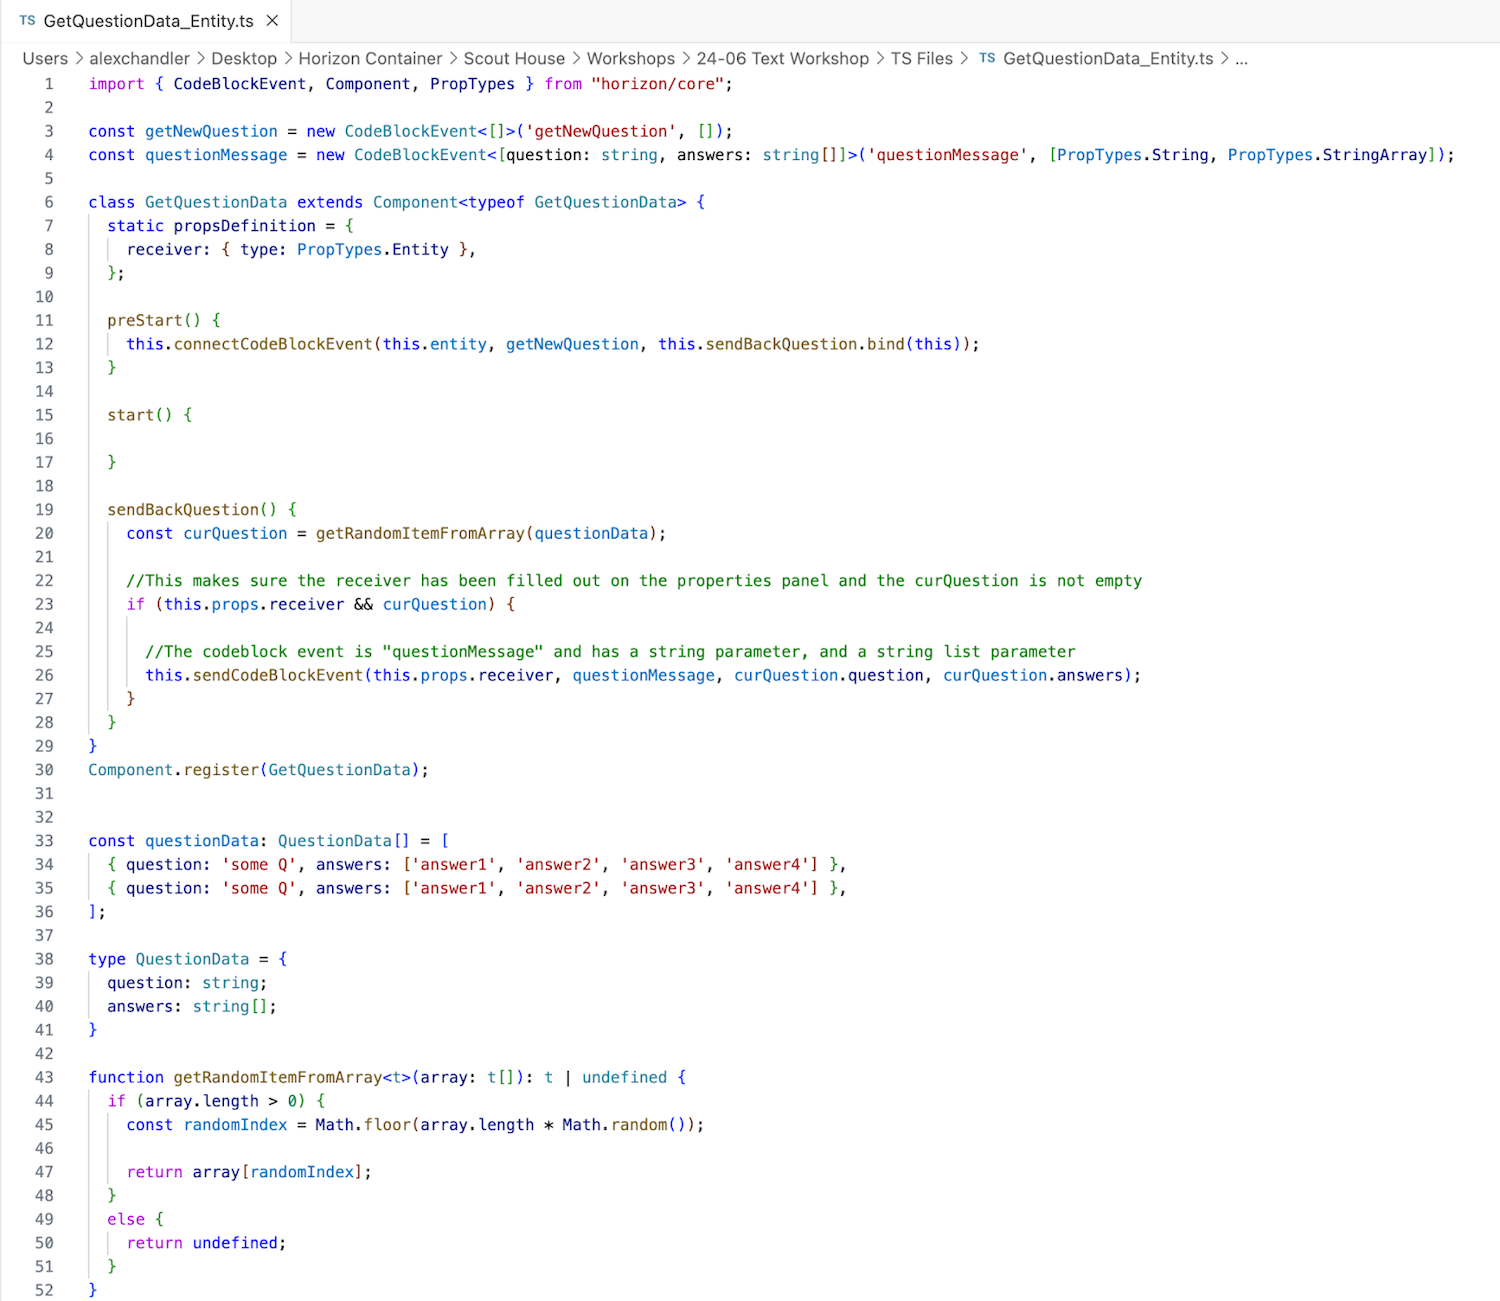 TS GetQuestionData_Entity.ts ×
Users > alexchandler > Desktop > Horizon Container > Scout House > Workshops > 24-06 Text Workshop > TS Files > TS GetQuestionData_Entity.ts > ...
1 import { CodeBlockEvent, Component, PropTypes } from "horizon/core";
2
3 const getNewQuestion = new CodeBlockEvent<[]>('getNewQuestion', []);
4 const questionMessage = new CodeBlockEvent<[question: string, answers: string[]]>('questionMessage', [PropTypes.String, PropTypes.StringArray]);
5
6 class GetQuestionData extends Component<typeof GetQuestionData> {
7   static propsDefinition = {
8     receiver: { type: PropTypes.Entity },
9   };
10
11   preStart() {
12     this.connectCodeBlockEvent(this.entity, getNewQuestion, this.sendBackQuestion.bind(this));
13   }
14
15   start() {
16
17   }
18
19   sendBackQuestion() {
20     const curQuestion = getRandomItemFromArray(questionData);
21
22     //This makes sure the receiver has been filled out on the properties panel and the curQuestion is not empty
23     if (this.props.receiver && curQuestion) {
24
25       //The codeblock event is "questionMessage" and has a string parameter, and a string list parameter
26       this.sendCodeBlockEvent(this.props.receiver, questionMessage, curQuestion.question, curQuestion.answers);
27     }
28   }
29 }
30 Component.register(GetQuestionData);
31
32
33 const questionData: QuestionData[] = [
34   { question: 'some Q', answers: ['answer1', 'answer2', 'answer3', 'answer4'] },
35   { question: 'some Q', answers: ['answer1', 'answer2', 'answer3', 'answer4'] },
36 ];
37
38 type QuestionData = {
39   question: string;
40   answers: string[];
41 }
42
43 function getRandomItemFromArray<t>(array: t[]): t | undefined {
44   if (array.length > 0) {
45     const randomIndex = Math.floor(array.length * Math.random());
46
47     return array[randomIndex];
48   }
49   else {
50     return undefined;
51   }
52 }